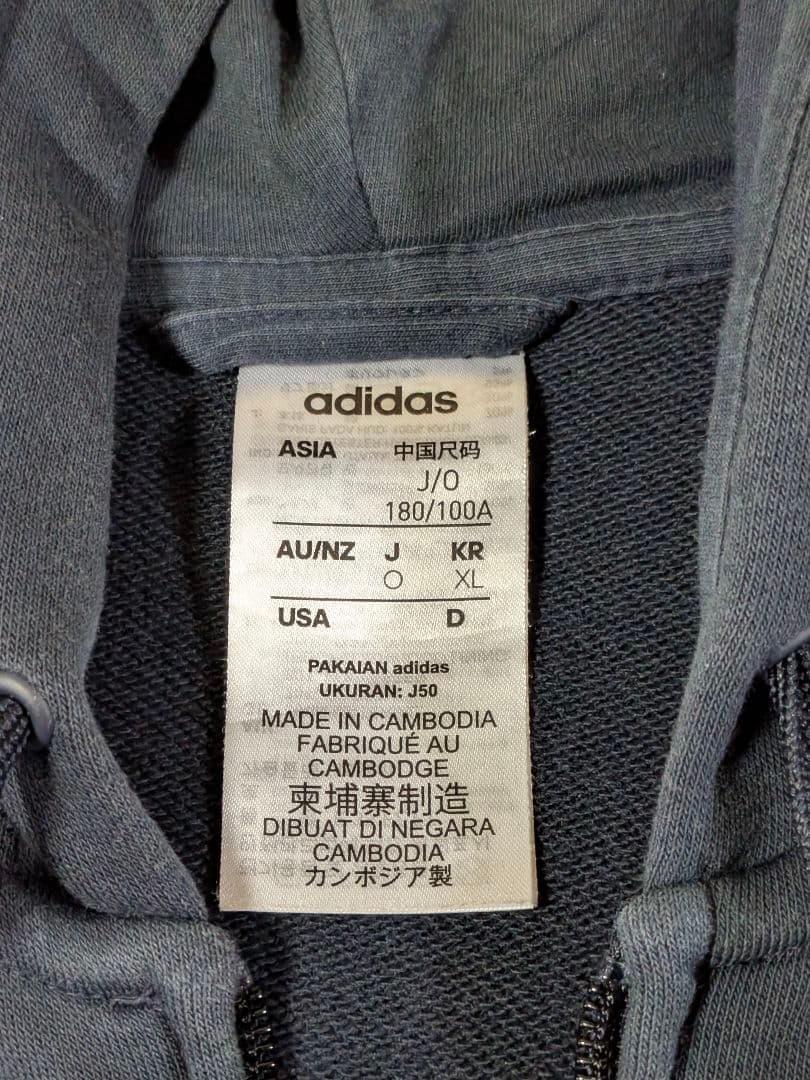 adidas
ASIA 中国尺码
J/O
180/100A
AU/NZ J KR
O XL
USA D
PAKAIAN adidas
UKURAN: J50
MADE IN CAMBODIA
FABRIQUÉ AU
CAMBODGE
柬埔寨制造
DIBUAT DI NEGARA
CAMBODIA
カンボジア製